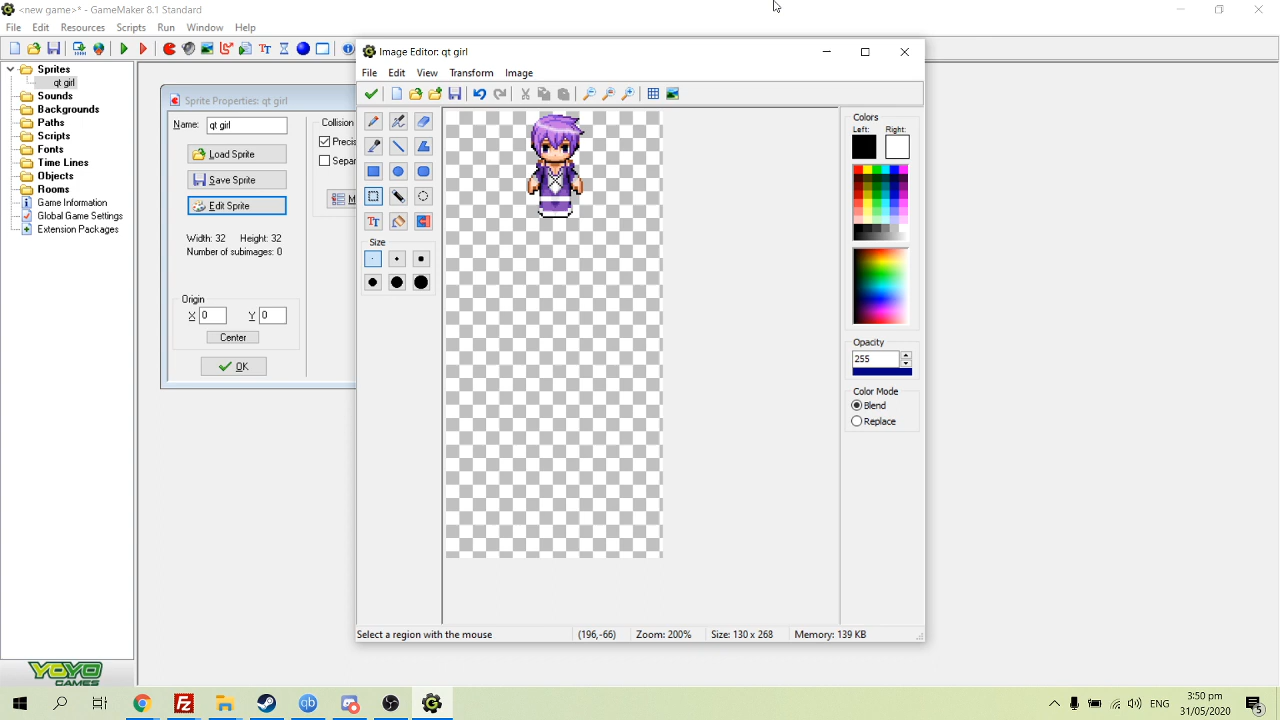 <new game>* - GameMaker 8.1 Standard
File Edit Resources Scripts Run Window Help
Sprites
qt girl
Sounds
Backgrounds
Paths
Scripts
Fonts
Time Lines
Objects
Rooms
Game Information
Global Game Settings
Extension Packages
YOYO
GAMES
Sprite Properties: qt girl
Name: qt girl
Load Sprite
Save Sprite
Edit Sprite
Width: 32 Height: 32
Number of subimages: 0
Origin
X 0 Y 0
Center
OK
Collision
Precis
Separ
M
Image Editor: qt girl
File Edit View Transform Image
Size
Colors
Left: Right:
Opacity
255
Color Mode
Blend
Replace
Select a region with the mouse (196,-66) Zoom: 200% Size: 130 x 268 Memory: 139 KB
ENG
3:50 pm
31/05/2020
5